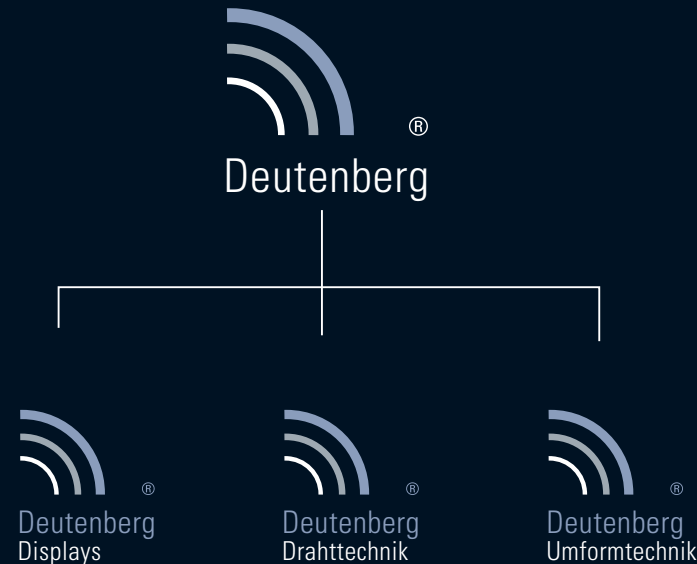 ®
Deutenberg
®
Deutenberg
Displays
®
Deutenberg
Drahttechnik
®
Deutenberg
Umformtechnik